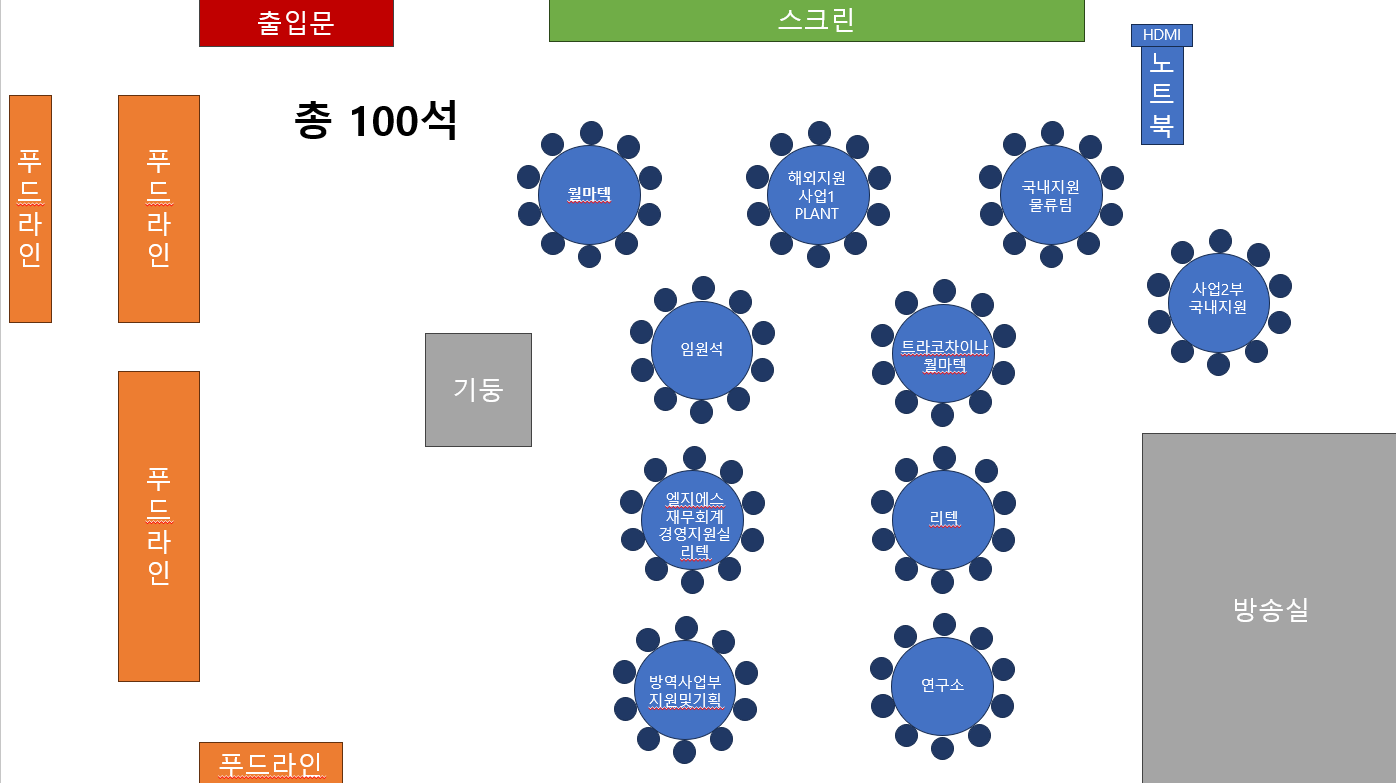 출입문
스크린
HDMI
노트북
총 100석
푸드라인
푸드라인
월마텍
해외지원
사업1
PLANT
국내지원
물류팀
사업2부
국내지원
임원석
트라코차이나
월마텍
기둥
푸드라인
엘지에스
재무회계
경영지원실
리텍
리텍
방송실
방역사업부
지원및기획
연구소
푸드라인